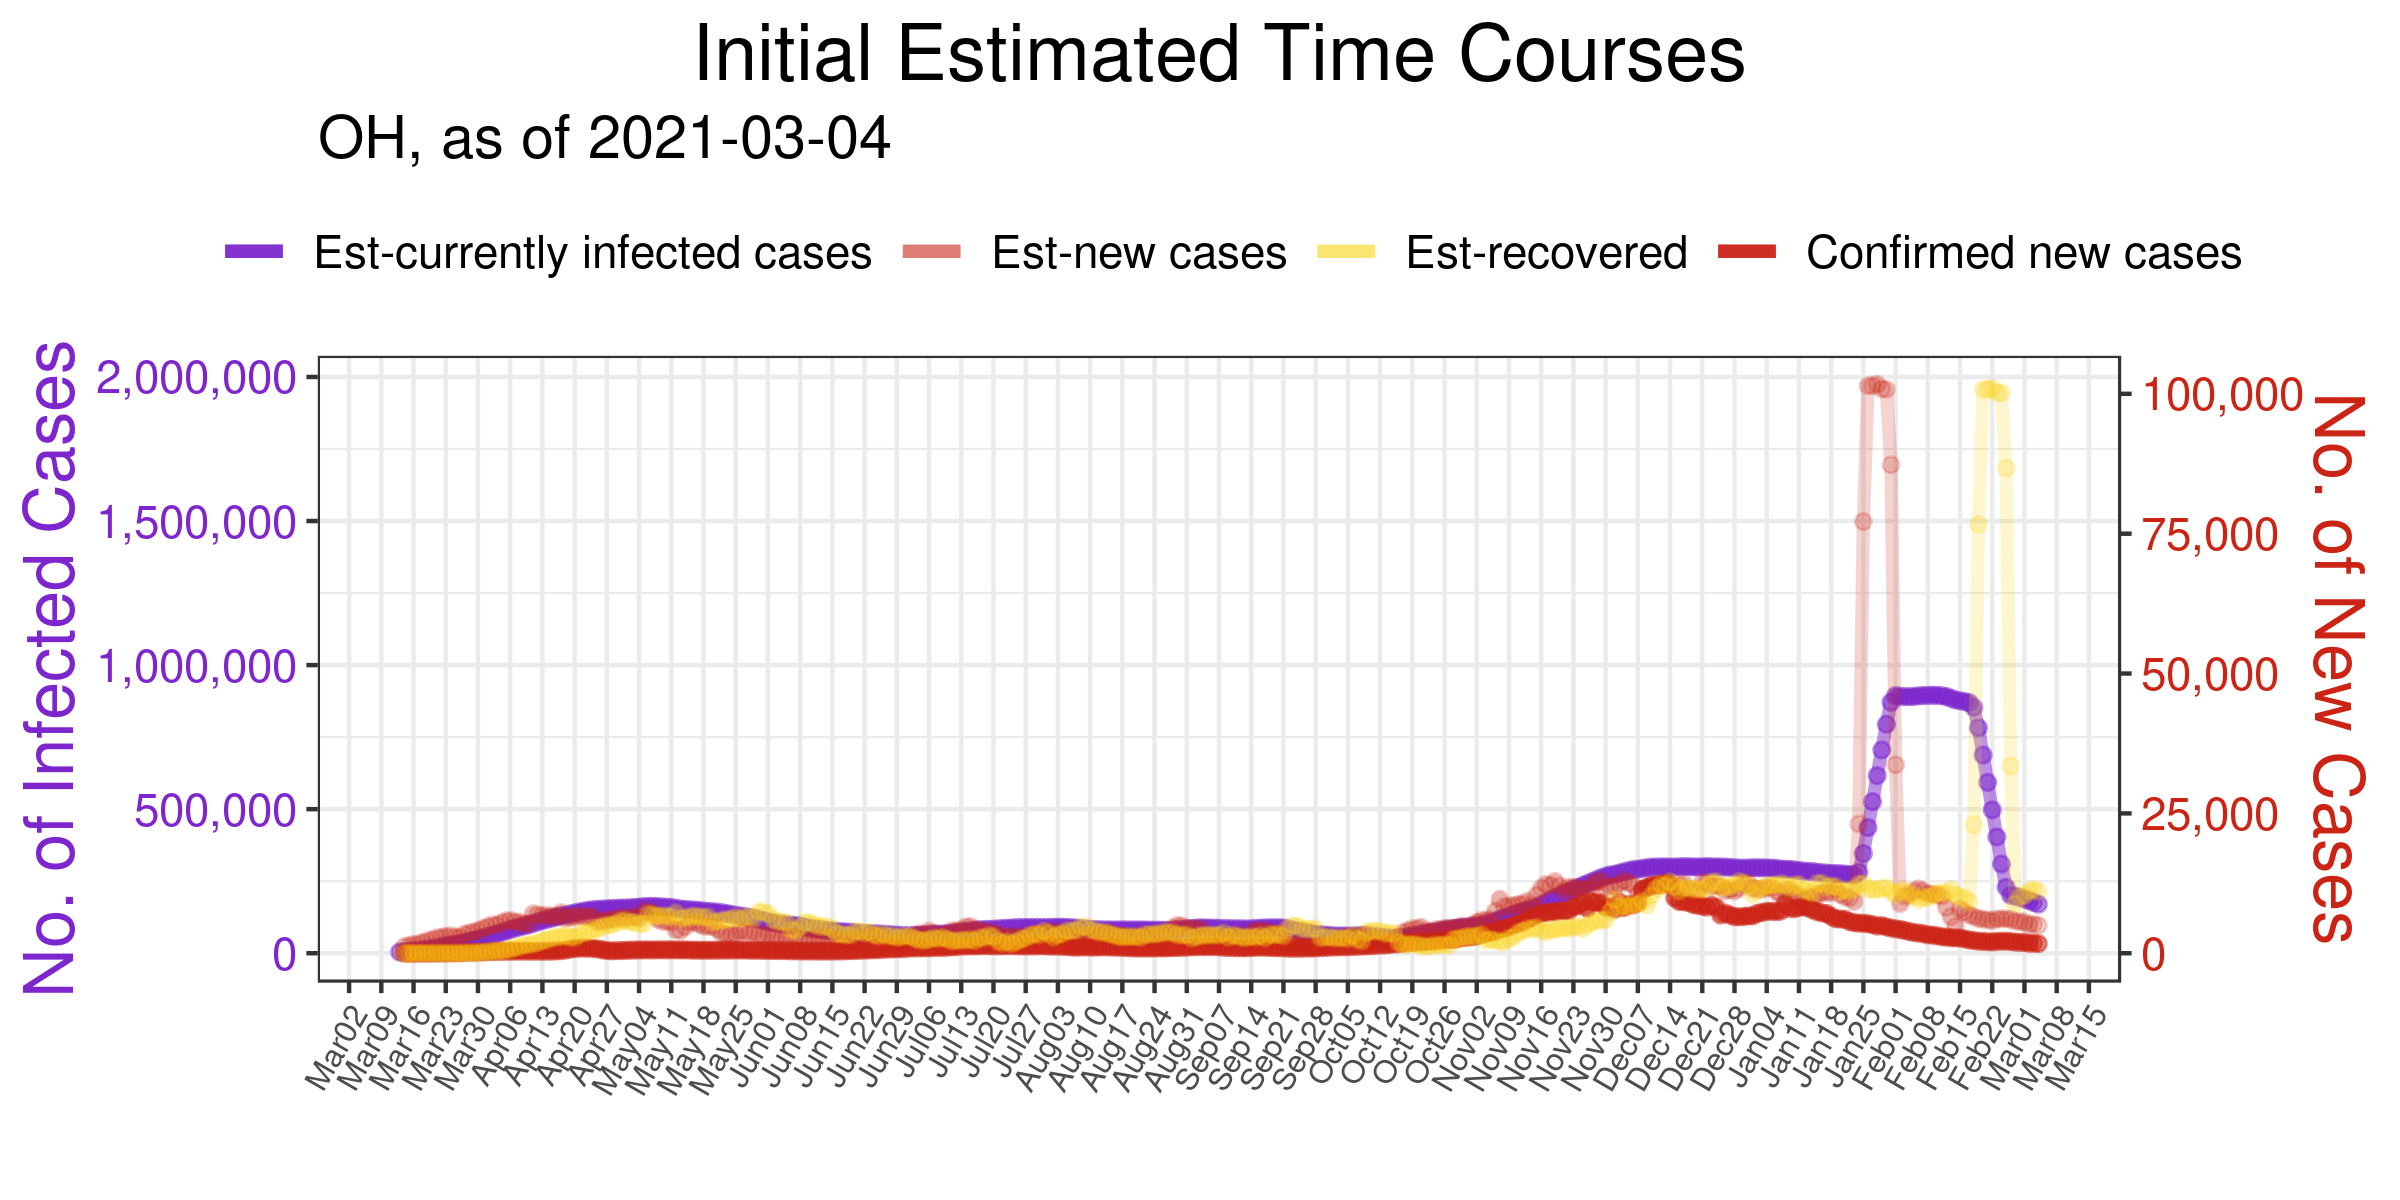 Initial Estimated Time Courses
OH, as of 2021-03-04
Est-currently infected cases
Est-new cases
Est-recovered
Confirmed new cases
No. of Infected Cases
2,000,000
1,500,000
1,000,000
500,000
0
100,000
75,000
50,000
25,000
0
No. of New Cases
Mar02
Mar09
Mar16
Mar23
Mar30
Apr06
Apr13
Apr20
Apr27
May04
May11
May18
May25
Jun01
Jun08
Jun15
Jun22
Jun29
Jul06
Jul13
Jul20
Jul27
Aug03
Aug10
Aug17
Aug24
Aug31
Sep07
Sep14
Sep21
Sep28
Oct05
Oct12
Oct19
Oct26
Nov02
Nov09
Nov16
Nov23
Nov30
Dec07
Dec14
Dec21
Dec28
Jan04
Jan11
Jan18
Jan25
Feb01
Feb08
Feb15
Feb22
Mar01
Mar08
Mar15